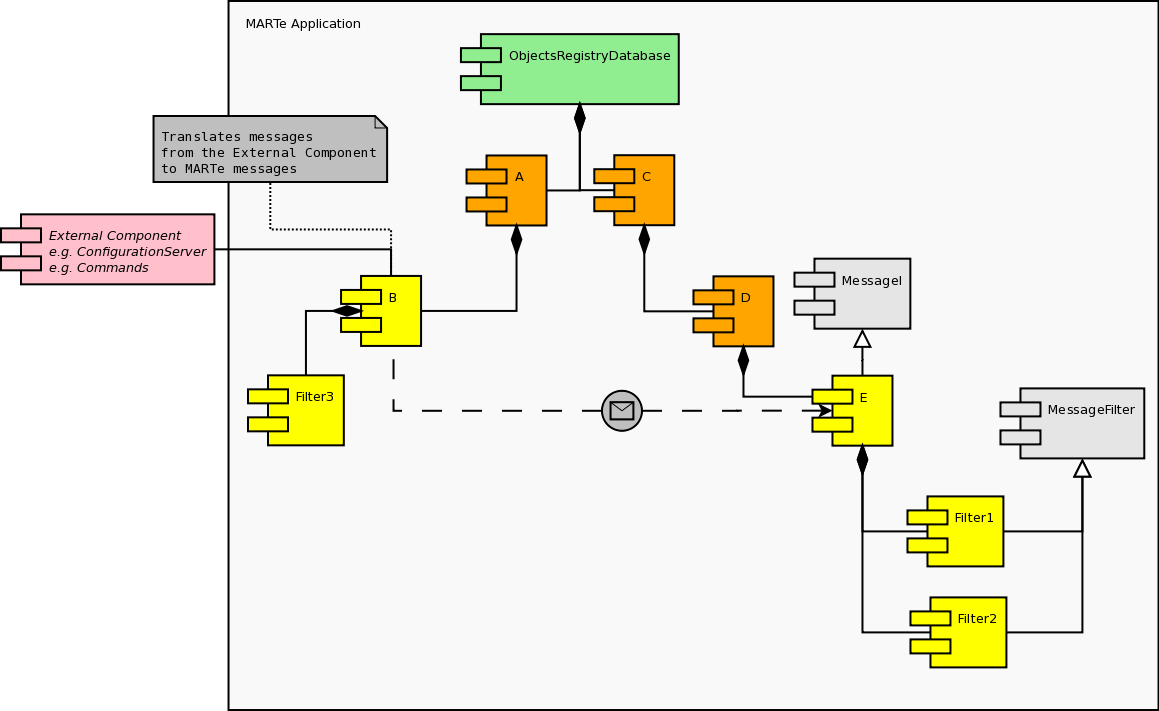 MARTe Application
ObjectsRegistryDatabase
Translates messages
from the External Component
to MARTe messages
A
C
External Component
e.g. ConfigurationServer
e.g. Commands
B
D
MessageI
Filter3
E
MessageFilter
Filter1
Filter2